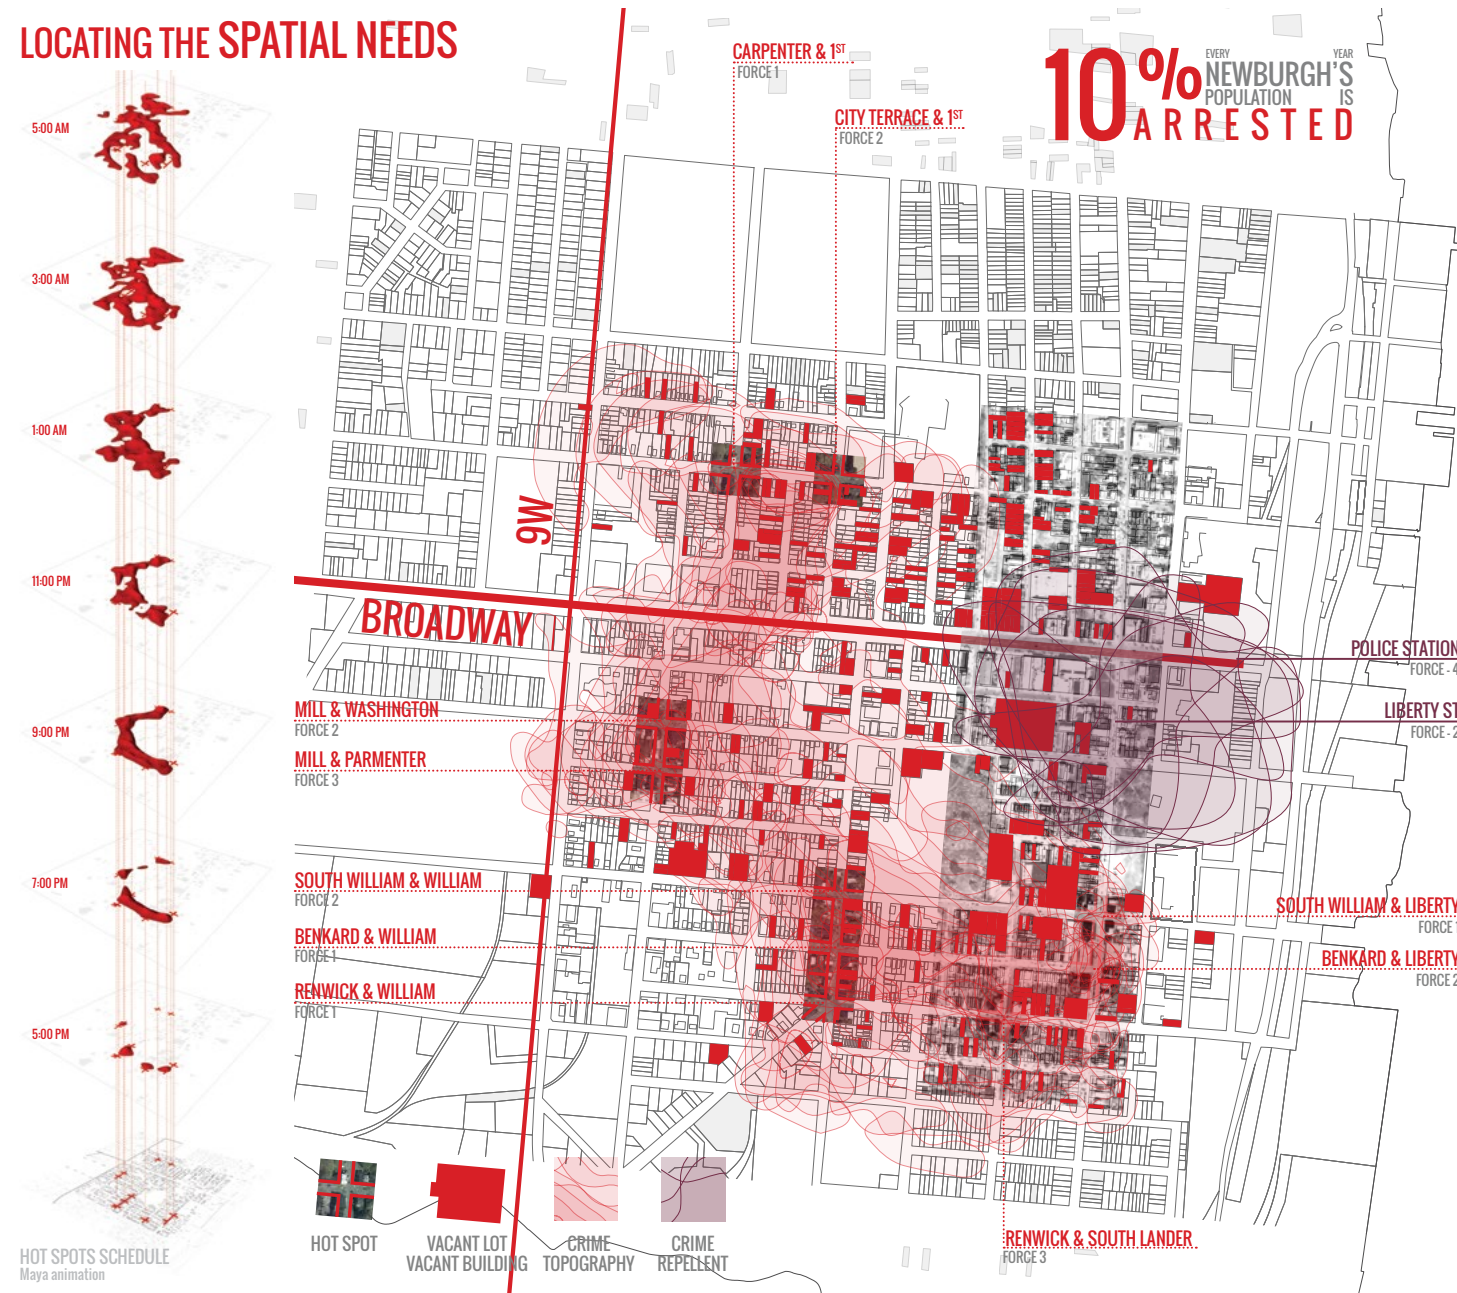 LOCATING THE SPATIAL NEEDS
5:00 AM
3:00 AM
1:00 AM
11:00 PM
9:00 PM
7:00 PM
5:00 PM
HOT SPOTS SCHEDULE
Maya animation
CARPENTER & 1ST
FORCE 1
CITY TERRACE & 1ST
FORCE 2
10% EVERY YEAR
NEWBURGH'S
POPULATION IS
ARRESTED
9W
BROADWAY
MILL & WASHINGTON
FORCE 2
MILL & PARMENTER
FORCE 3
SOUTH WILLIAM & WILLIAM
FORCE 2
BENKARD & WILLIAM
FORCE 1
RENWICK & WILLIAM
FORCE 1
POLICE STATION
FORCE - 4
LIBERTY ST
FORCE - 2
SOUTH WILLIAM & LIBERTY
FORCE 1
BENKARD & LIBERTY
FORCE 2
RENWICK & SOUTH LANDER
FORCE 3
HOT SPOT
VACANT LOT
VACANT BUILDING
CRIME
TOPOGRAPHY
CRIME
REPELLENT